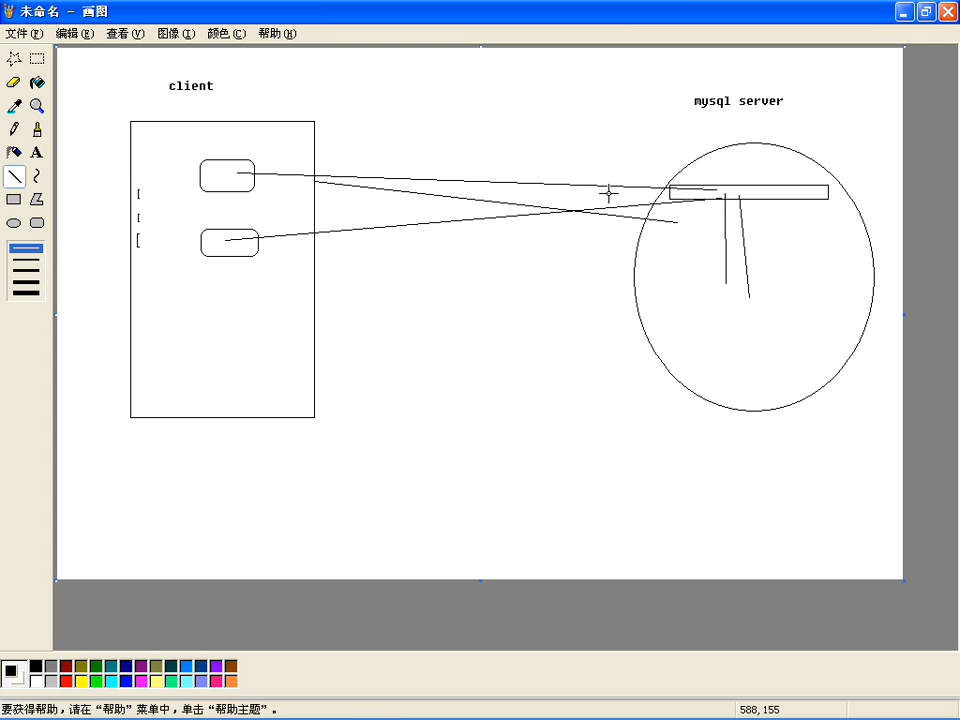 未命名 - 画图
文件(F) 编辑(E) 查看(V) 图像(I) 颜色(C) 帮助(H)
client
mysql server
[
[
[
A
要获得帮助，请在“帮助”菜单中，单击“帮助主题”。
588,155